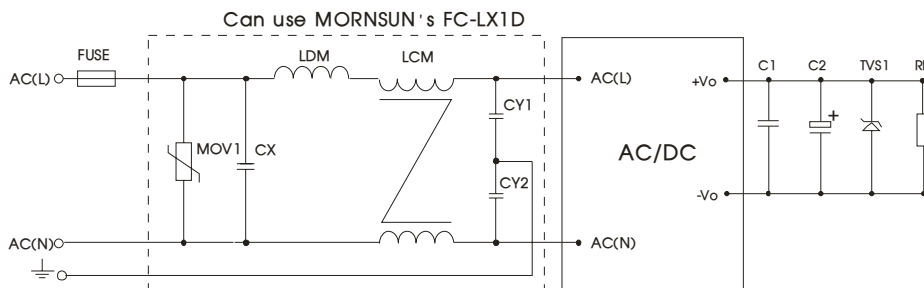 Can use MORNSUN's FC-LX1D
FUSE
LDM
LCM
C1
C2
TVS1
AC(L)
AC(L)
+Vo
CY1
+
MOV1
CX
AC/DC
CY2
-Vo
AC(N)
AC(N)